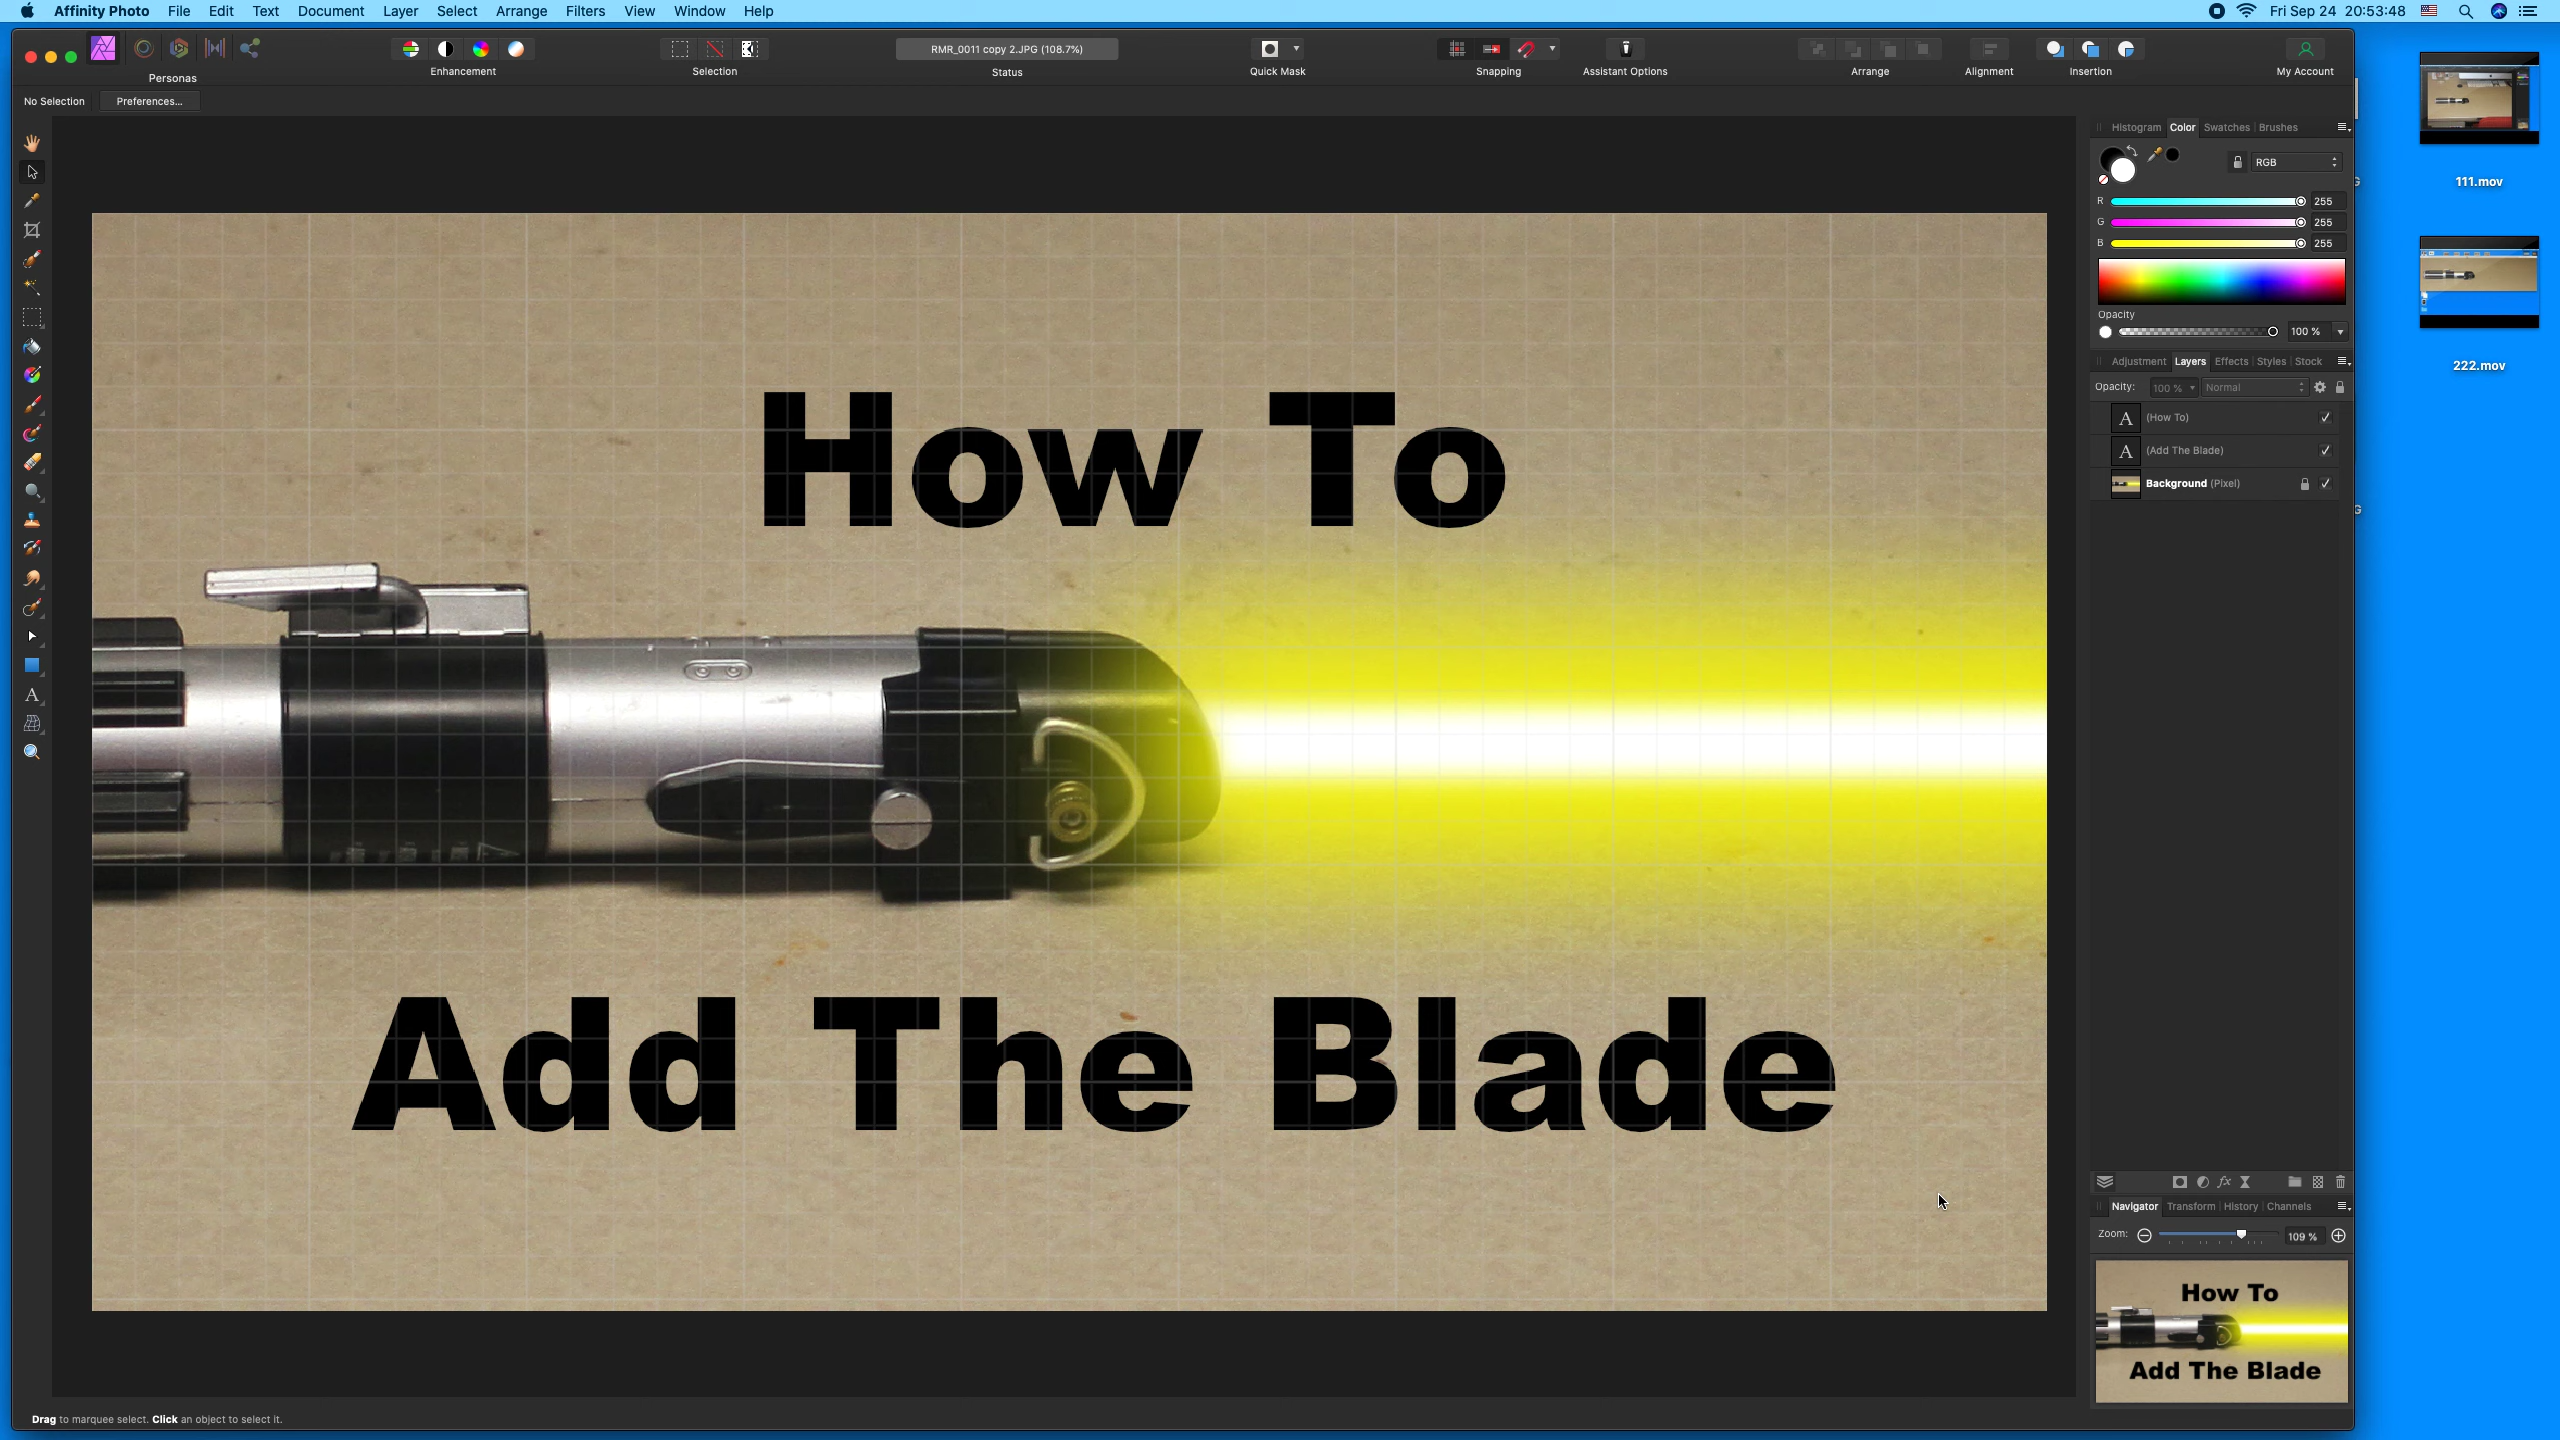 Affinity Photo File Edit Text Document Layer Select Arrange Filters View Window Help Fri Sep 24 20:53:48
RMR_0011 copy 2.JPG (108.7%)
Personas Enhancement Selection Status Quick Mask Snapping Assistant Options Arrange Alignment Insertion My Account
No Selection Preferences...
Histogram Color Swatches Brushes
RGB
R 255
G 255
B 255
Opacity
100 %
Adjustment Layers Effects Styles Stock
Opacity: 100 % Normal
A (How To)
A (Add The Blade)
Background (Pixel)
How To
Add The Blade
Navigator Transform History Channels
Zoom: 109 %
How To
Add The Blade
Drag to marquee select. Click an object to select it.
111.mov
222.mov
G
G